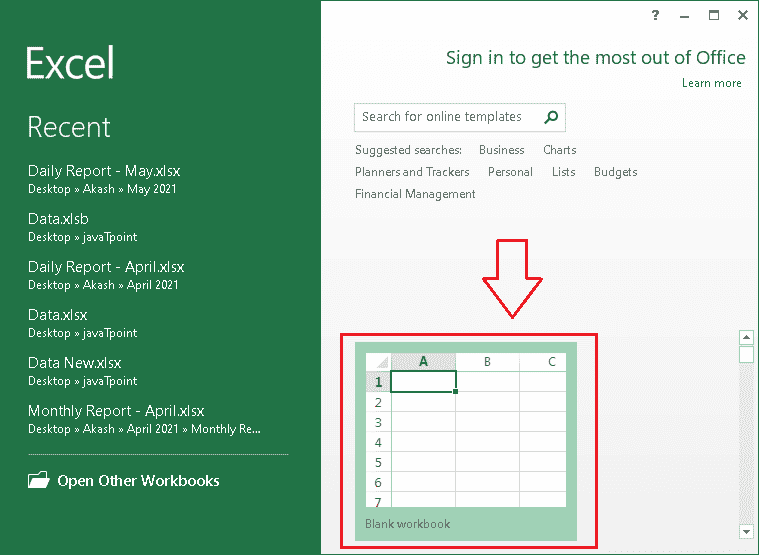 ?
Excel
Sign in to get the most out of Office
Learn more
Recent
Search for online templates
Suggested searches: Business Charts
Planners and Trackers Personal Lists Budgets
Financial Management
Daily Report - May.xlsx
Desktop » Akash » May 2021
Data.xlsb
Desktop » javaTpoint
Daily Report - April.xlsx
Desktop » Akash » April 2021
Data.xlsx
Desktop » javaTpoint
Data New.xlsx
Desktop » javaTpoint
Monthly Report - April.xlsx
Desktop » Akash » April 2021 » Monthly Re...
Open Other Workbooks
A B C
1
2
3
4
5
6
7
Blank workbook